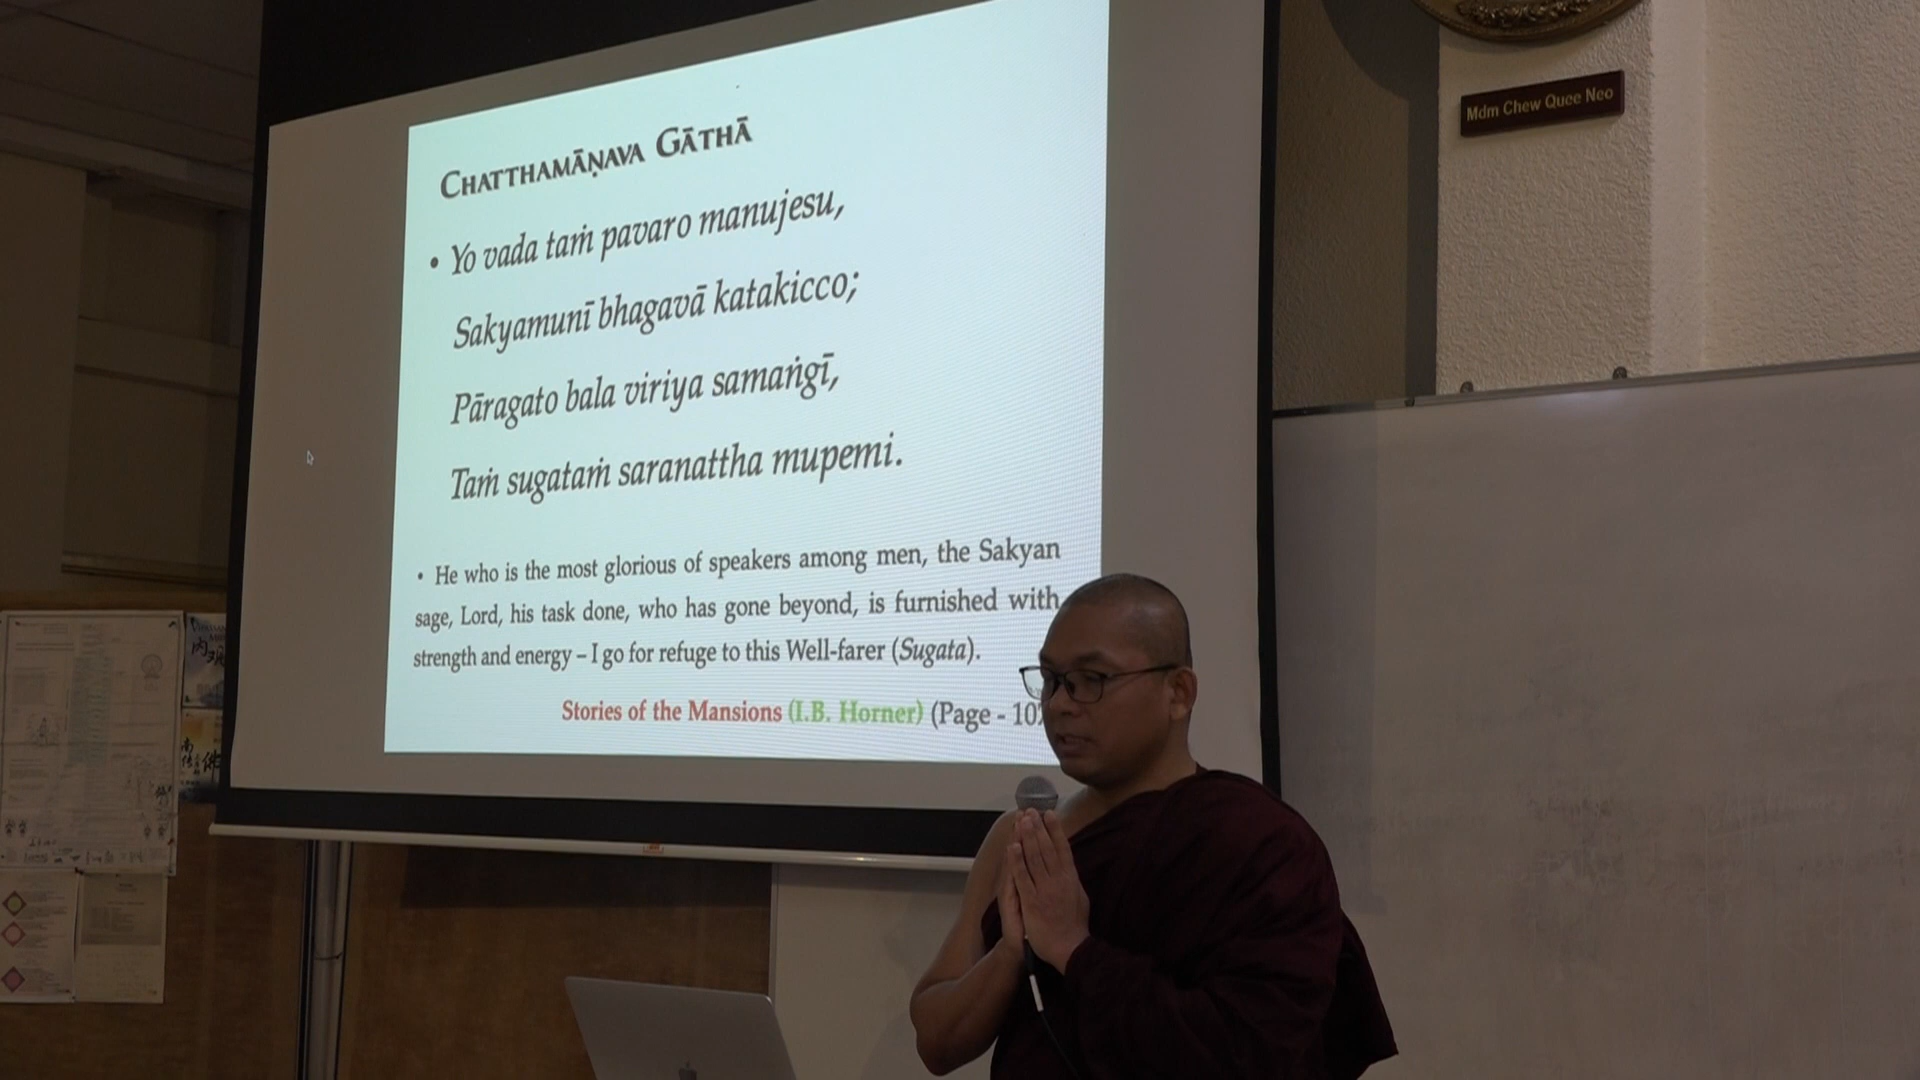 CHATTHAMĀṆAVA GĀTHĀ
• Yo vada taṁ pavaro manujesu,
Sakyamunī bhagavā katakicco;
Pāragato bala viriya samaṅgī,
Taṁ sugataṁ saranattha mupemi.
• He who is the most glorious of speakers among men, the Sakyan
sage, Lord, his task done, who has gone beyond, is furnished with
strength and energy – I go for refuge to this Well-farer (Sugata).
Stories of the Mansions (I.B. Horner) (Page -
Mdm Chew Quee Neo